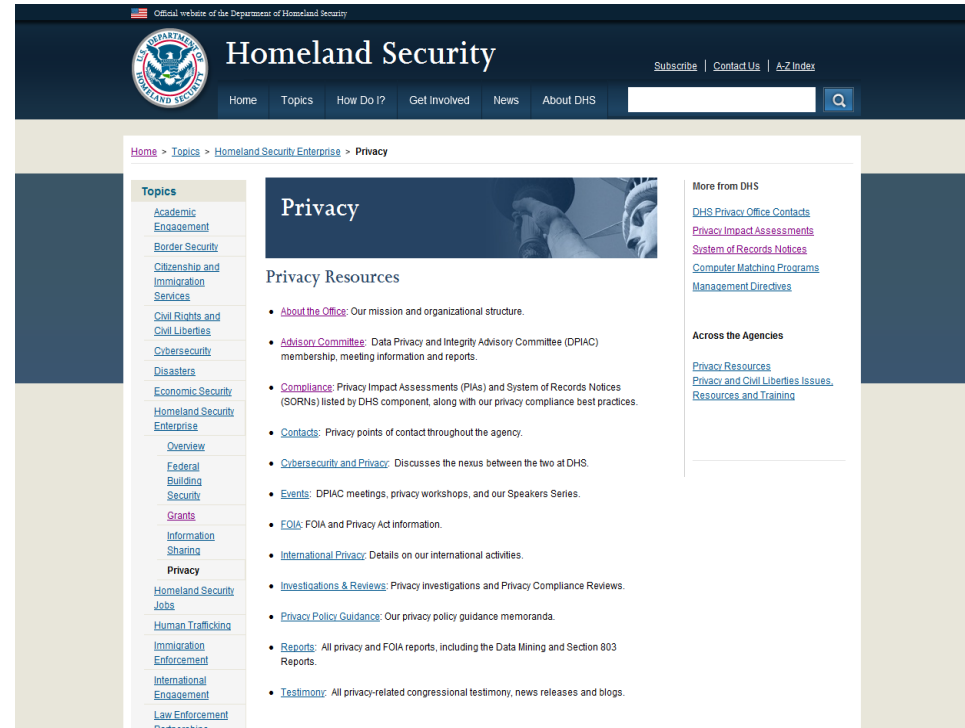 Official website of the Department of Homeland Security
U.S. DEPARTMENT OF HOMELAND SECURITY
Homeland Security
Subscribe | Contact Us | A-Z Index
Home Topics How Do I? Get Involved News About DHS
Home > Topics > Homeland Security Enterprise > Privacy
Topics
Academic
Engagement
Border Security
Citizenship and
Immigration
Services
Civil Rights and
Civil Liberties
Cybersecurity
Disasters
Economic Security
Homeland Security
Enterprise
Overview
Federal
Building
Security
Grants
Information
Sharing
Privacy
Homeland Security
Jobs
Human Trafficking
Immigration
Enforcement
International
Engagement
Law Enforcement
Partnerships
Privacy
Privacy Resources
• About the Office: Our mission and organizational structure.
• Advisory Committee: Data Privacy and Integrity Advisory Committee (DPIAC)
membership, meeting information and reports.
• Compliance: Privacy Impact Assessments (PIAs) and System of Records Notices
(SORNs) listed by DHS component, along with our privacy compliance best practices.
• Contacts: Privacy points of contact throughout the agency.
• Cybersecurity and Privacy: Discusses the nexus between the two at DHS.
• Events: DPIAC meetings, privacy workshops, and our Speakers Series.
• FOIA: FOIA and Privacy Act information.
• International Privacy: Details on our international activities.
• Investigations & Reviews: Privacy investigations and Privacy Compliance Reviews.
• Privacy Policy Guidance: Our privacy policy guidance memoranda.
• Reports: All privacy and FOIA reports, including the Data Mining and Section 803
Reports.
• Testimony: All privacy-related congressional testimony, news releases and blogs.
More from DHS
DHS Privacy Office Contacts
Privacy Impact Assessments
System of Records Notices
Computer Matching Programs
Management Directives
Across the Agencies
Privacy Resources
Privacy and Civil Liberties Issues,
Resources and Training